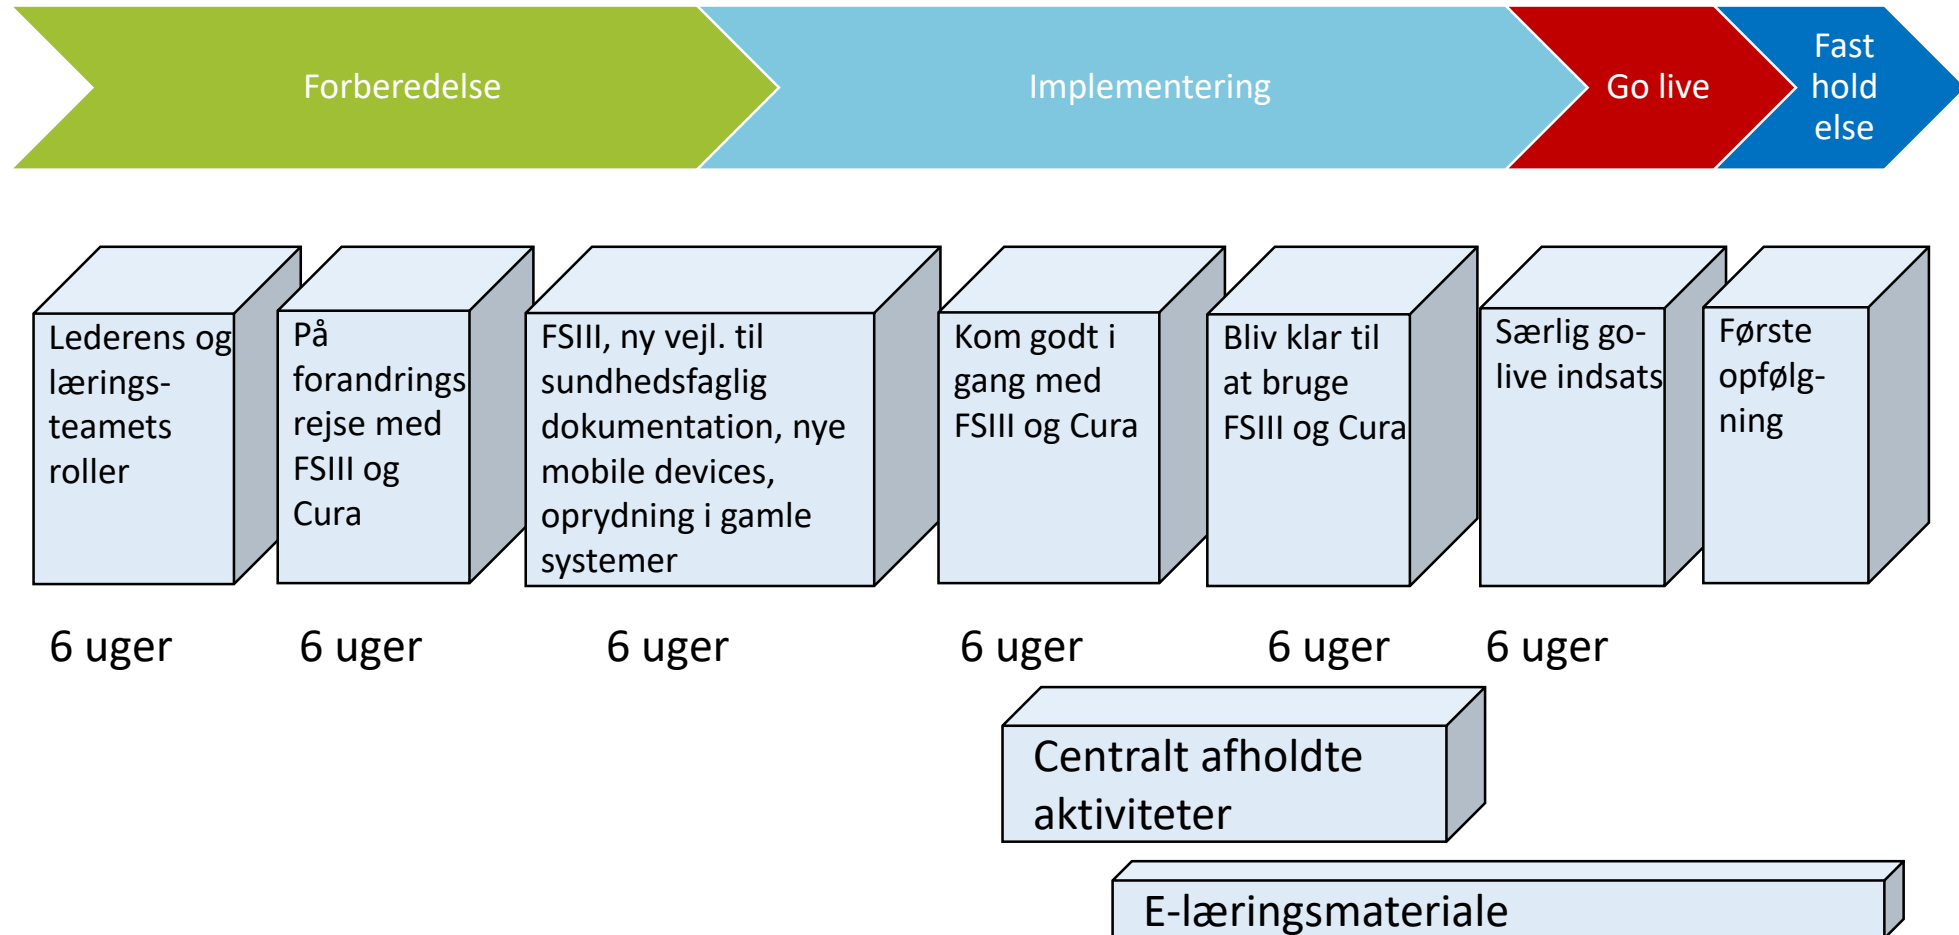 Forberedelse
Implementering
Go live
Fast
hold
else
Lederens og
lærings-
teamets
roller
På
forandrings
rejse med
FSIII og
Cura
FSIII, ny vejl. til
sundhedsfaglig
dokumentation, nye
mobile devices,
oprydning i gamle
systemer
Kom godt i
gang med
FSIII og Cura
Bliv klar til
at bruge
FSIII og Cura
Særlig go-
live indsats
Første
opfølg-
ning
6 uger
6 uger
6 uger
6 uger
6 uger
6 uger
Centralt afholdte
aktiviteter
E-læringsmateriale